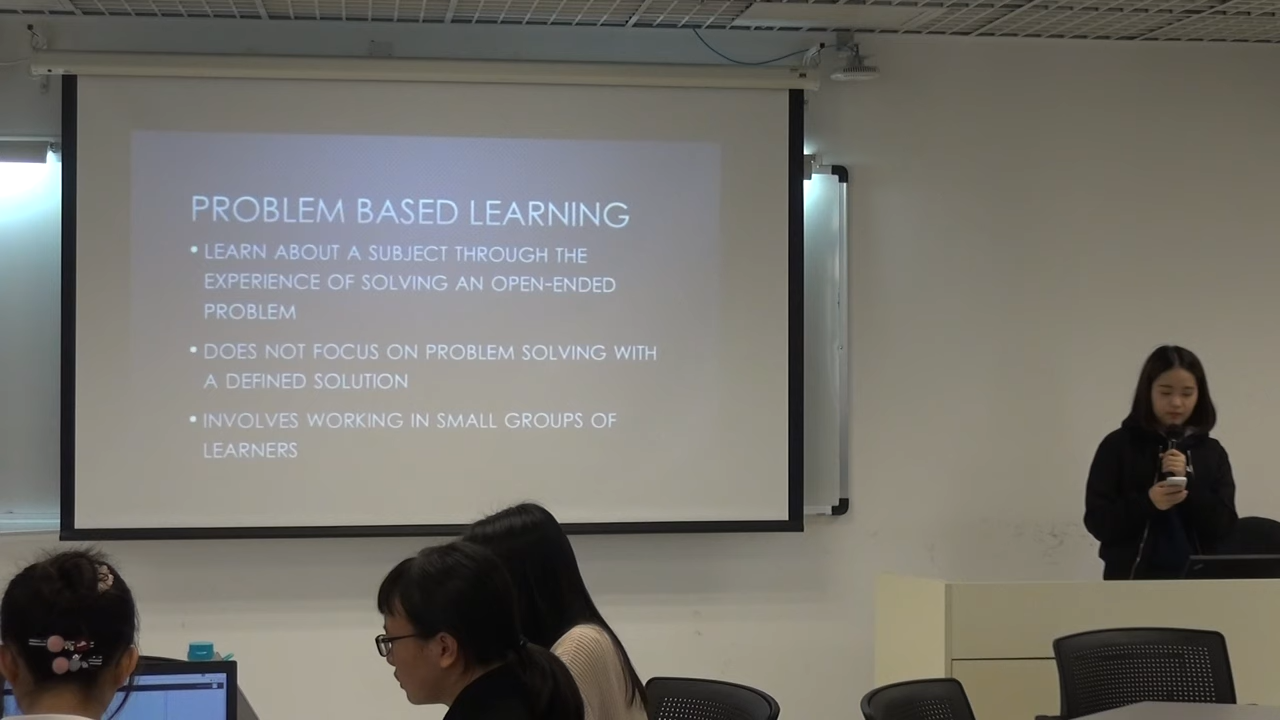 PROBLEM BASED LEARNING
• LEARN ABOUT A SUBJECT THROUGH THE
EXPERIENCE OF SOLVING AN OPEN-ENDED
PROBLEM
• DOES NOT FOCUS ON PROBLEM SOLVING WITH
A DEFINED SOLUTION
• INVOLVES WORKING IN SMALL GROUPS OF
LEARNERS